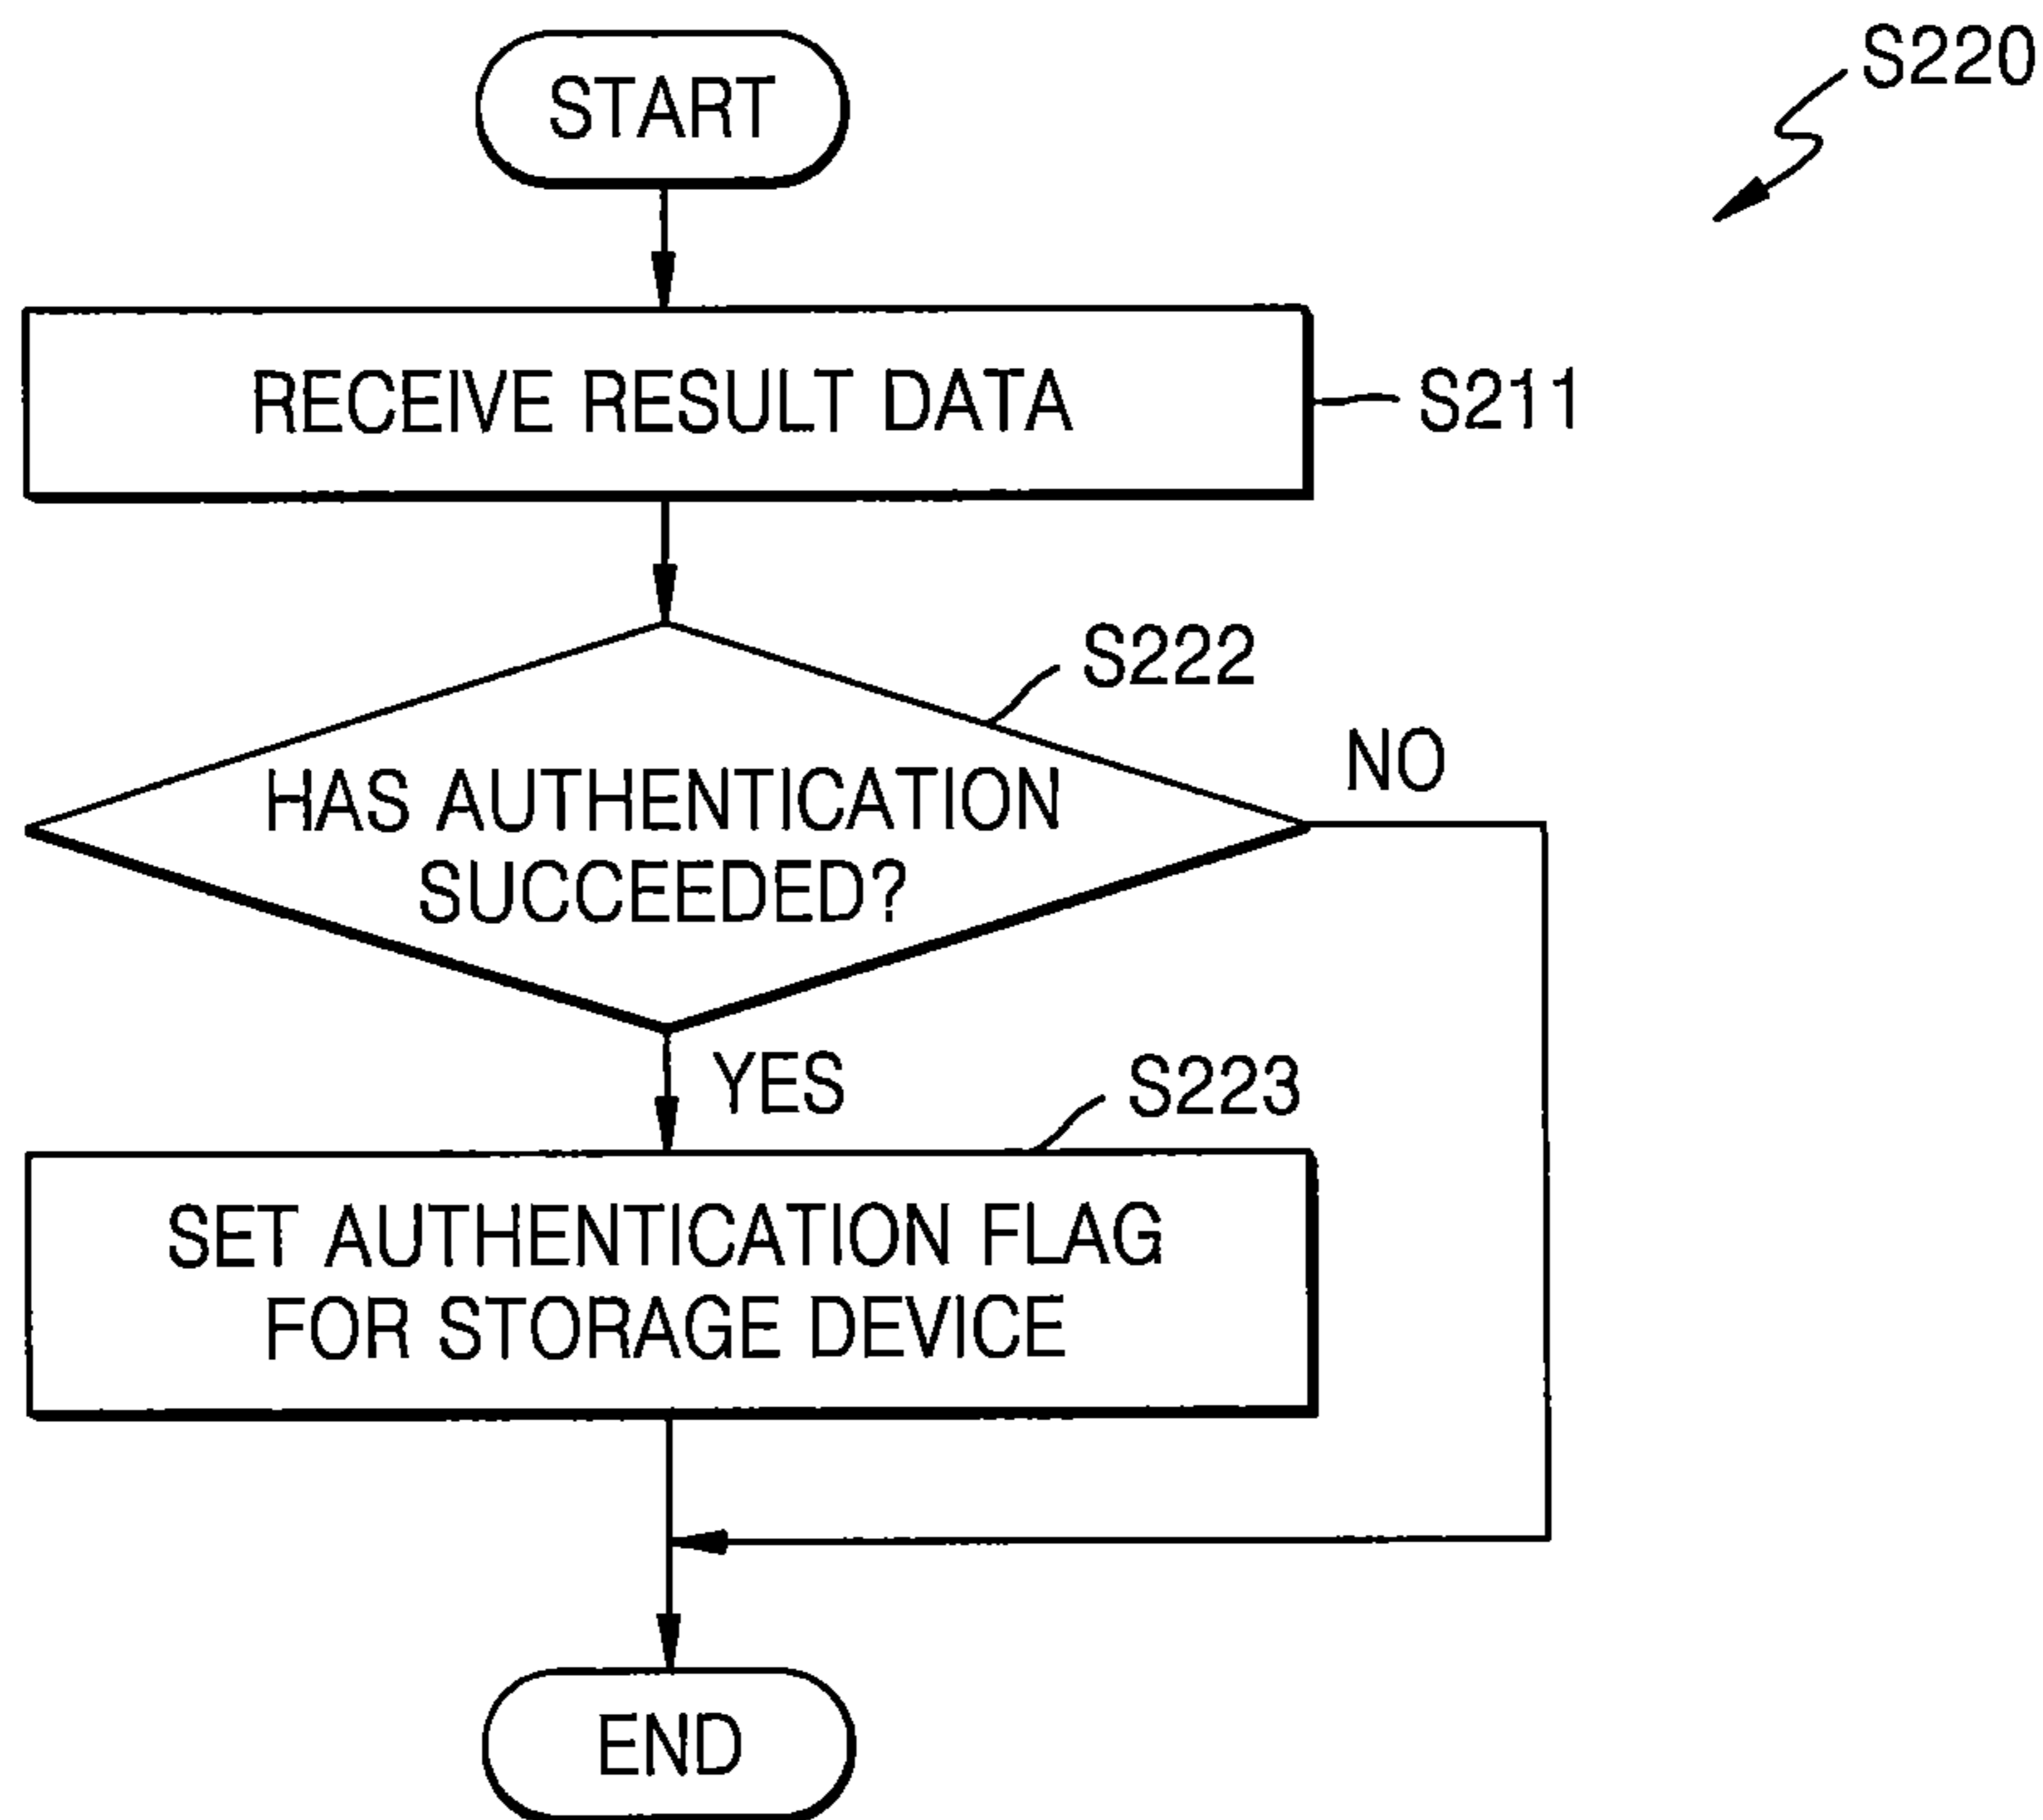 START
S220
RECEIVE RESULT DATA
S211
S222
HAS AUTHENTICATION
SUCCEEDED?
NO
YES
S223
SET AUTHENTICATION FLAG
FOR STORAGE DEVICE
END